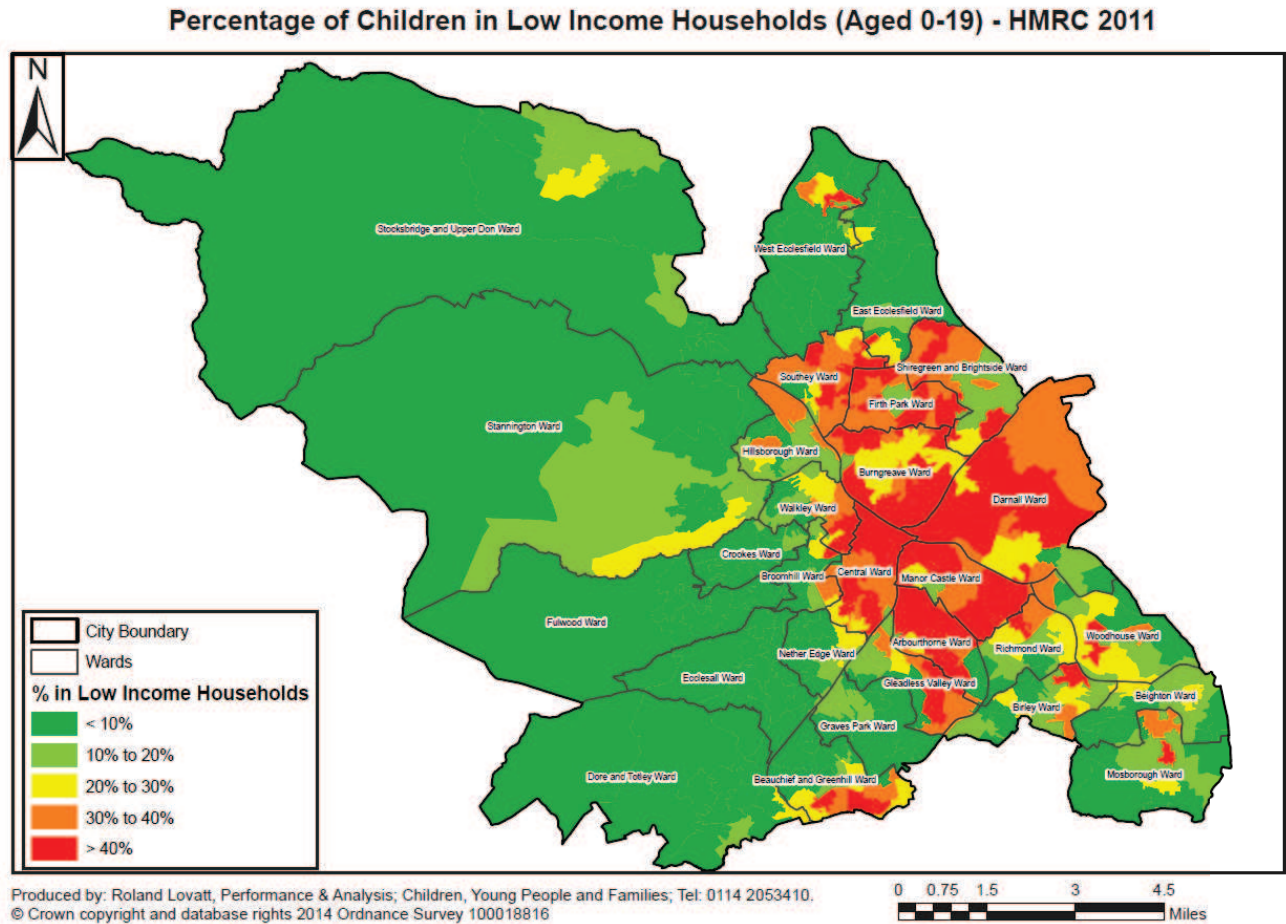 Percentage of Children in Low Income Households (Aged 0-19) - HMRC 2011
N
Stocksbridge and Upper Don Ward
West Ecclesfield Ward
East Ecclesfield Ward
Southey Ward
Shiregreen and Brightside Ward
Firth Park Ward
Stannington Ward
Hillsborough Ward
Burngreave Ward
Darnall Ward
Walkley Ward
Crookes Ward
Broomhill Ward
Central Ward
Manor Castle Ward
Fulwood Ward
Nether Edge Ward
Arbourthorne Ward
Richmond Ward
Woodhouse Ward
Ecclesall Ward
Gleadless Valley Ward
Beighton Ward
Birley Ward
Graves Park Ward
Dore and Totley Ward
Beauchief and Greenhill Ward
Mosborough Ward
City Boundary
Wards
% in Low Income Households
< 10%
10% to 20%
20% to 30%
30% to 40%
> 40%
Produced by: Roland Lovatt, Performance & Analysis; Children, Young People and Families; Tel: 0114 2053410.
© Crown copyright and database rights 2014 Ordnance Survey 100018816
0 0.75 1.5 3 4.5
Miles